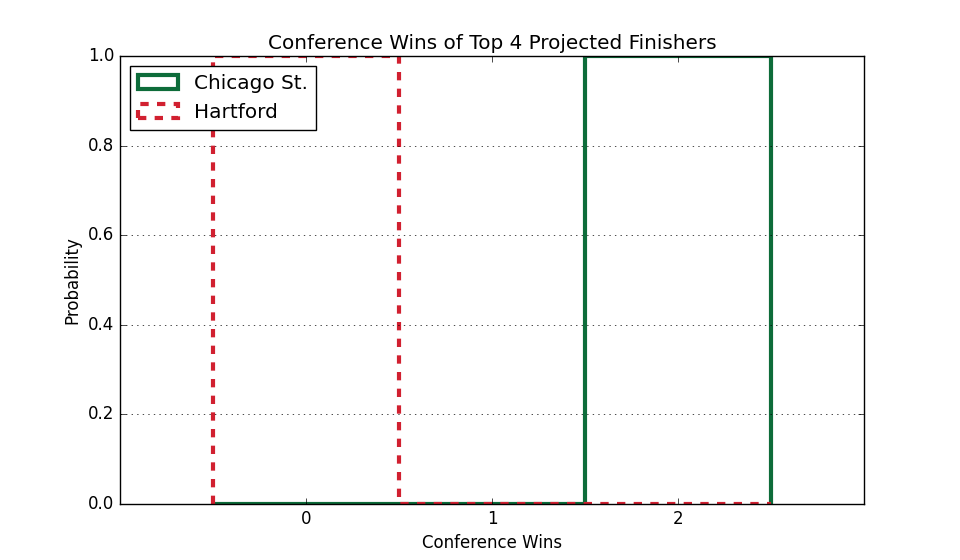 Conference Wins of Top 4 Projected Finishers
1.0
Chicago St.
Hartford
0.8
0.6
Probability
0.4
0.2
0.0
0 1 2
Conference Wins